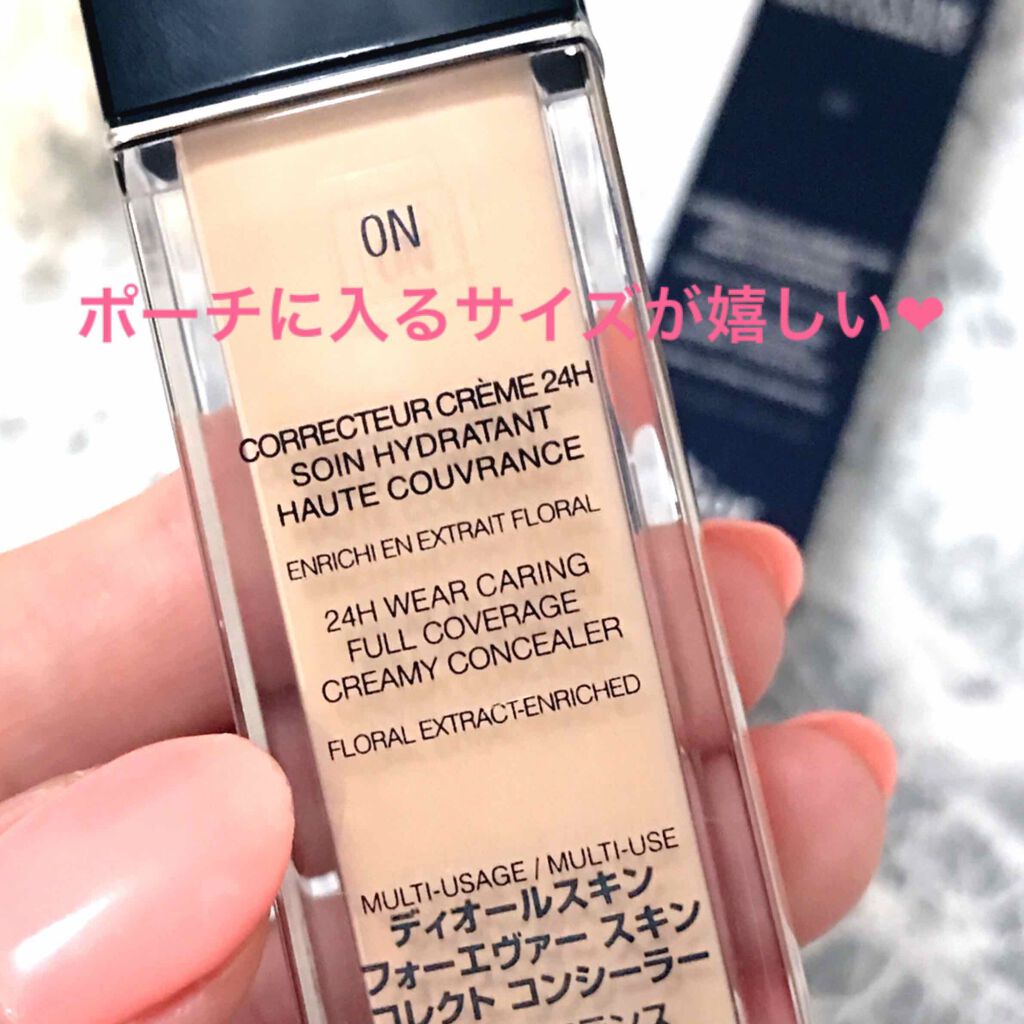 0N
ポーチに入るサイズが嬉しい❤
CORRECTEUR CRÈME 24H
SOIN HYDRATANT
HAUTE COUVRANCE
ENRICHI EN EXTRAIT FLORAL
24H WEAR CARING
FULL COVERAGE
CREAMY CONCEALER
FLORAL EXTRACT-ENRICHED
MULTI-USAGE / MULTI-USE
ディオールスキン
フォーエヴァー スキン
コレクト コンシーラー